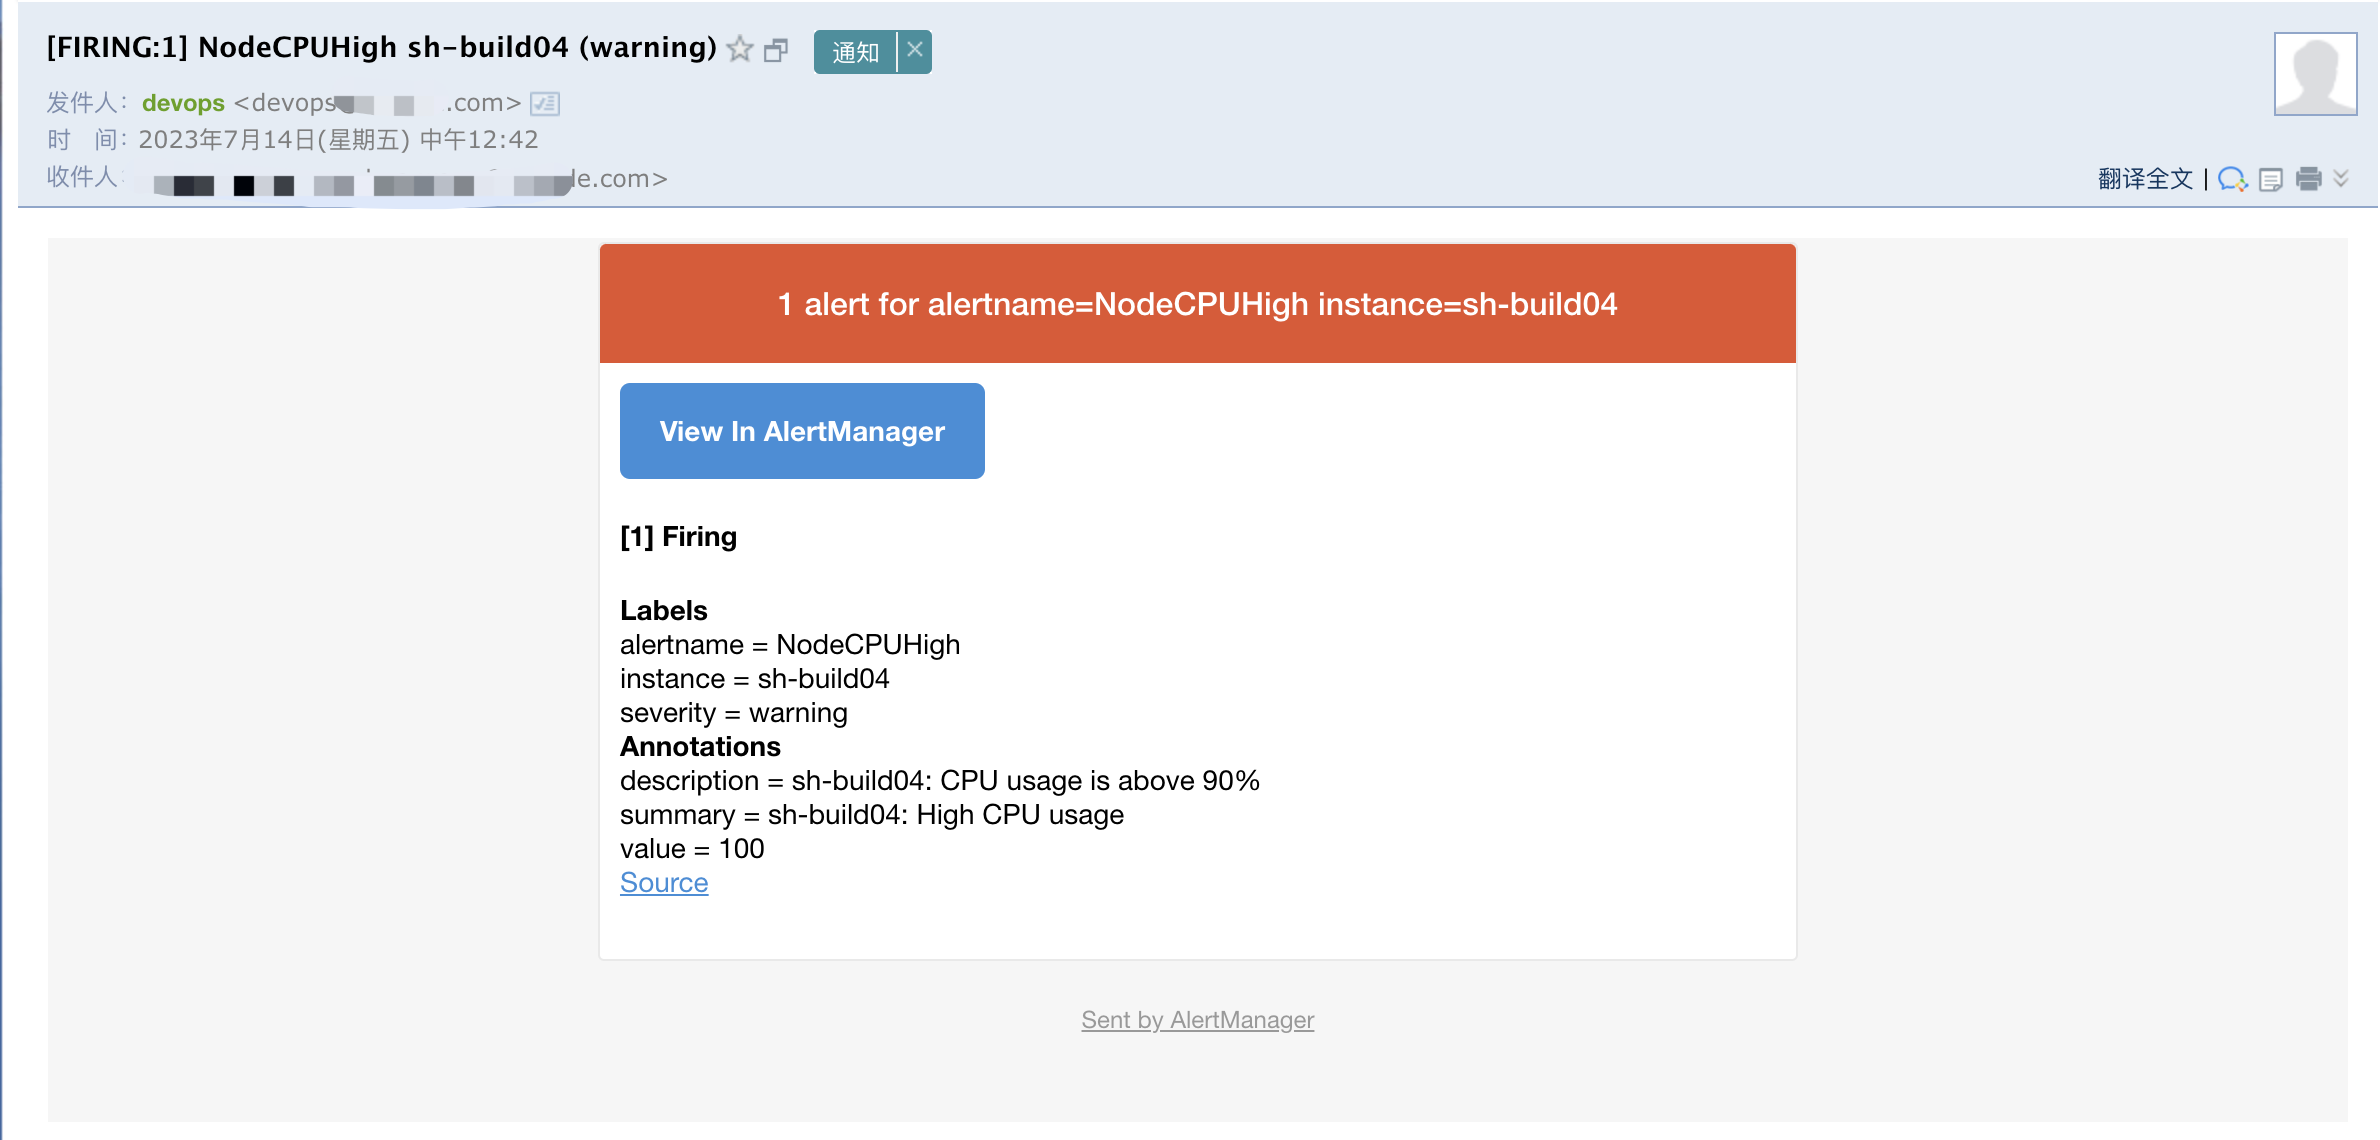 [FIRING:1] NodeCPUHigh sh-build04 (warning) 通知
发件人： devops <devops .com>
时 间： 2023年7月14日(星期五) 中午12:42
收件人： le.com>
翻译全文 |
1 alert for alertname=NodeCPUHigh instance=sh-build04
View In AlertManager
[1] Firing
Labels
alertname = NodeCPUHigh
instance = sh-build04
severity = warning
Annotations
description = sh-build04: CPU usage is above 90%
summary = sh-build04: High CPU usage
value = 100
Source
Sent by AlertManager